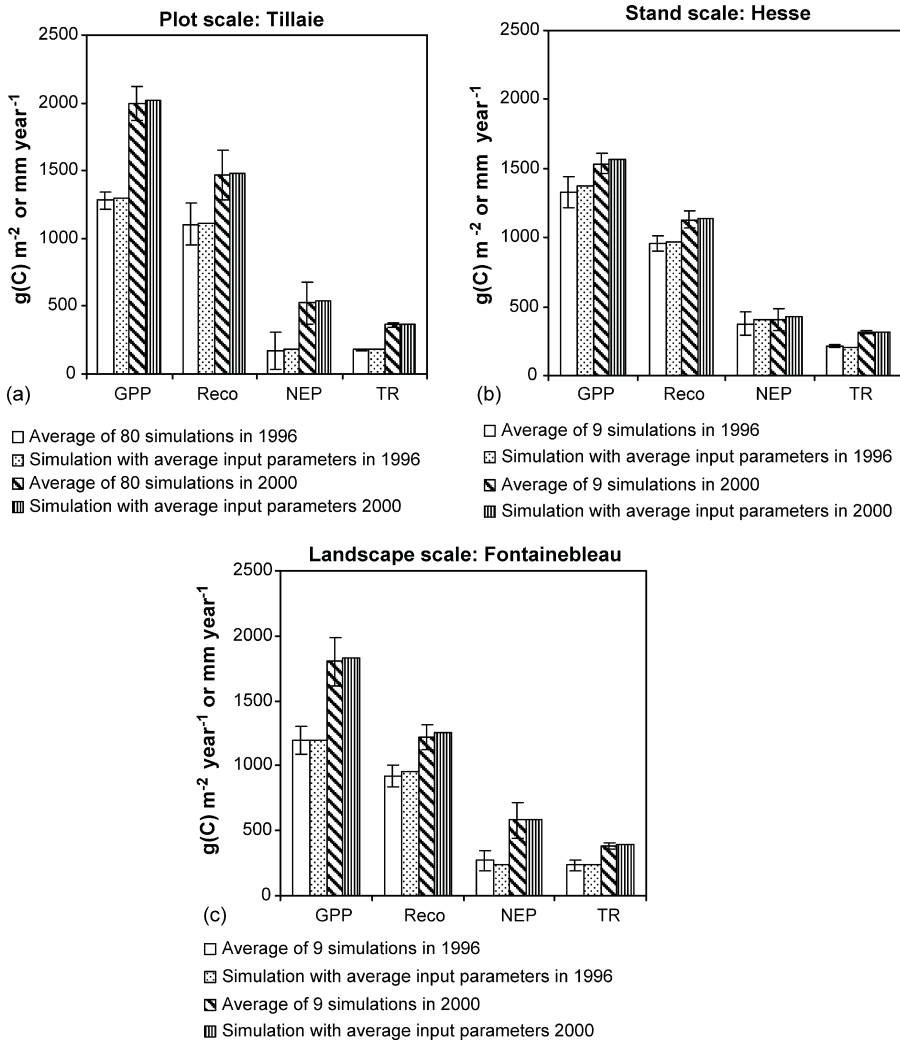 Plot scale: Tillaie
g(C) m-2 or mm year-1
2500
2000
1500
1000
500
0
GPP Reco NEP TR
(a)
Average of 80 simulations in 1996
Simulation with average input parameters in 1996
Average of 80 simulations in 2000
Simulation with average input parameters 2000
Stand scale: Hesse
g(C) m-2 or mm year-1
2500
2000
1500
1000
500
0
GPP Reco NEP TR
(b)
Average of 9 simulations in 1996
Simulation with average input parameters in 1996
Average of 9 simulations in 2000
Simulation with average input parameters in 2000
Landscape scale: Fontainebleau
g(C) m-2 year-1 or mm year-1
2500
2000
1500
1000
500
0
GPP Reco NEP TR
(c)
Average of 9 simulations in 1996
Simulation with average input parameters in 1996
Average of 9 simulations in 2000
Simulation with average input parameters 2000